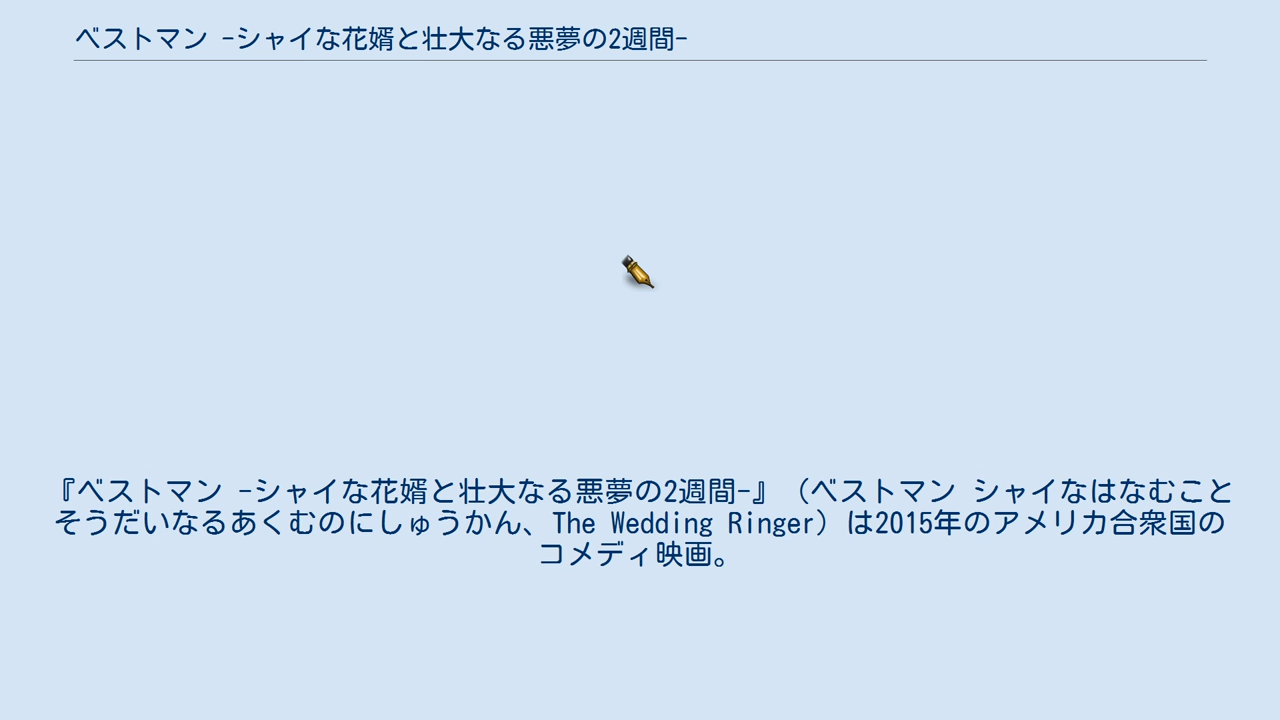 ベストマン -シャイな花婿と壮大なる悪夢の2週間-
『ベストマン -シャイな花婿と壮大なる悪夢の2週間-』（ベストマン シャイなはなむこと
そうだいなるあくむのにしゅうかん、The Wedding Ringer）は2015年のアメリカ合衆国の
コメディ映画。